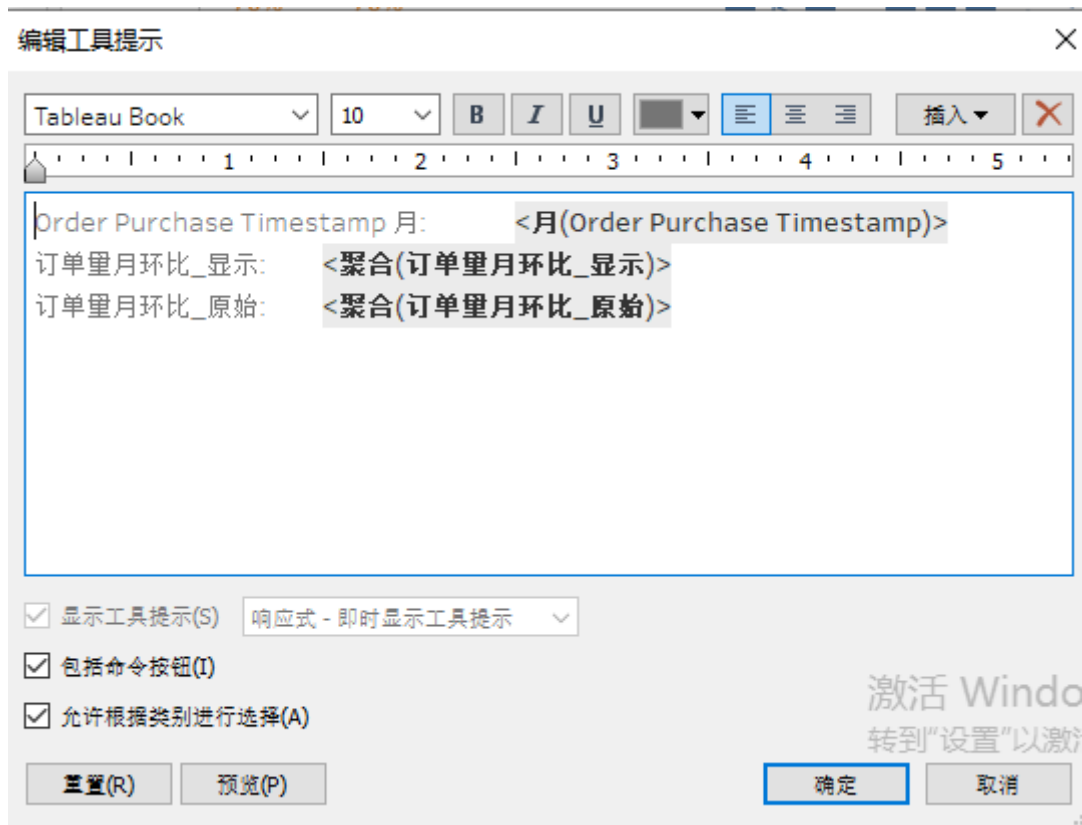 编辑工具提示
Tableau Book 10 B I U 插入
1 2 3 4 5
Order Purchase Timestamp 月: <月(Order Purchase Timestamp)>
订单量月环比_显示: <聚合(订单量月环比_显示)>
订单量月环比_原始: <聚合(订单量月环比_原始)>
显示工具提示(S) 响应式 - 即时显示工具提示
包括命令按钮(I)
允许根据类别进行选择(A)
激活 Windo
转到"设置"以激活
重置(R) 预览(P) 确定 取消